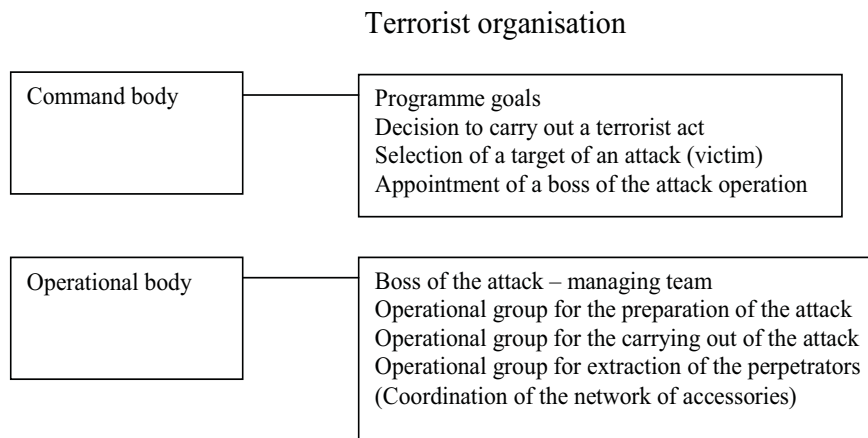 Terrorist organisation
Command body
Programme goals
Decision to carry out a terrorist act
Selection of a target of an attack (victim)
Appointment of a boss of the attack operation
Operational body
Boss of the attack – managing team
Operational group for the preparation of the attack
Operational group for the carrying out of the attack
Operational group for extraction of the perpetrators
(Coordination of the network of accessories)